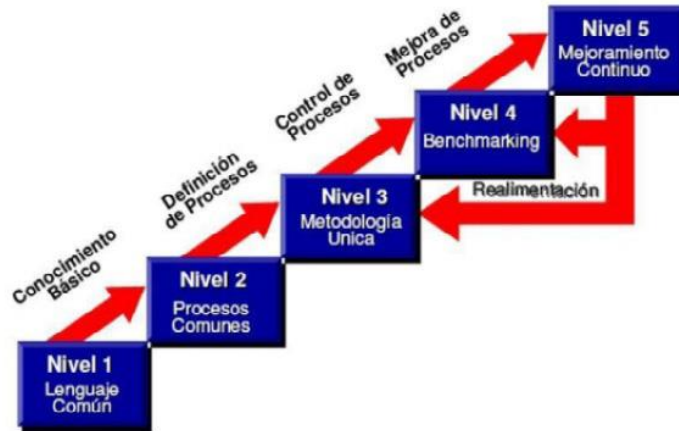 Nivel 5
Mejoramiento
Continuo
Mejora de
Procesos
Nivel 4
Benchmarking
Control de
Procesos
Realimentación
Nivel 3
Metodología
Unica
Definición
de Procesos
Nivel 2
Procesos
Comunes
Conocimiento
Básico
Nivel 1
Lenguaje
Común